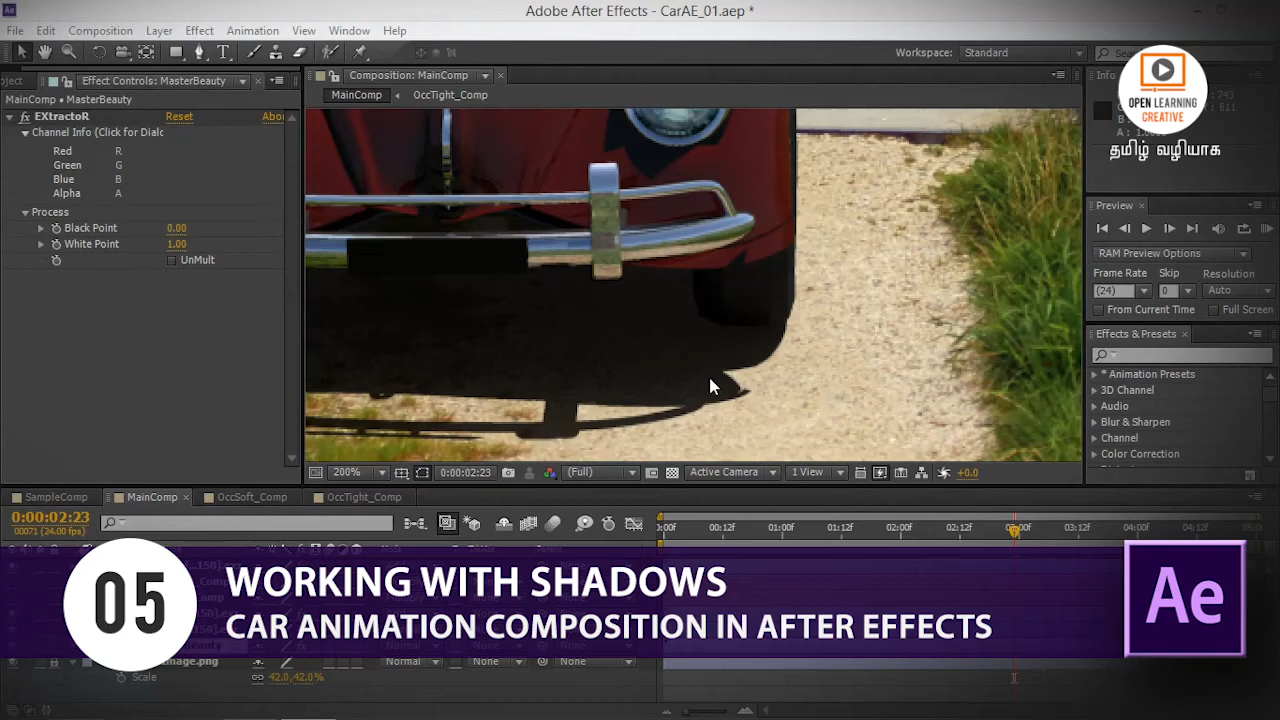 Adobe After Effects - CarAE_01.aep *
File Edit Composition Layer Effect Animation View Window Help
Workspace: Standard
Effect Controls: MasterBeauty
Composition: MainComp
Info
MainComp • MasterBeauty
MainComp OccTight_Comp
OPEN LEARNING
CREATIVE
தமிழ் வழியாக
EXtractoR Reset
Channel Info (Click for Dialc
Red R
Green G
Blue B
Alpha A
Process
Black Point 0.00
White Point 1.00
UnMult
Preview
RAM Preview Options
Frame Rate Skip Resolution
(24) 0 Auto
From Current Time Full Screen
Effects & Presets
* Animation Presets
3D Channel
Audio
Blur & Sharpen
Channel
Color Correction
200% 0:00:02:23 (Full) Active Camera 1 View +0.0
SampleComp MainComp OccSoft_Comp OccTight_Comp
0:00:02:23
00071 (24.00 fps)
00:12f 01:00f 01:12f 02:00f 02:12f 03:12f 04:00f 04:12f
05
WORKING WITH SHADOWS
CAR ANIMATION COMPOSITION IN AFTER EFFECTS
Ae
Normal None None
Scale 42.0,42.0%